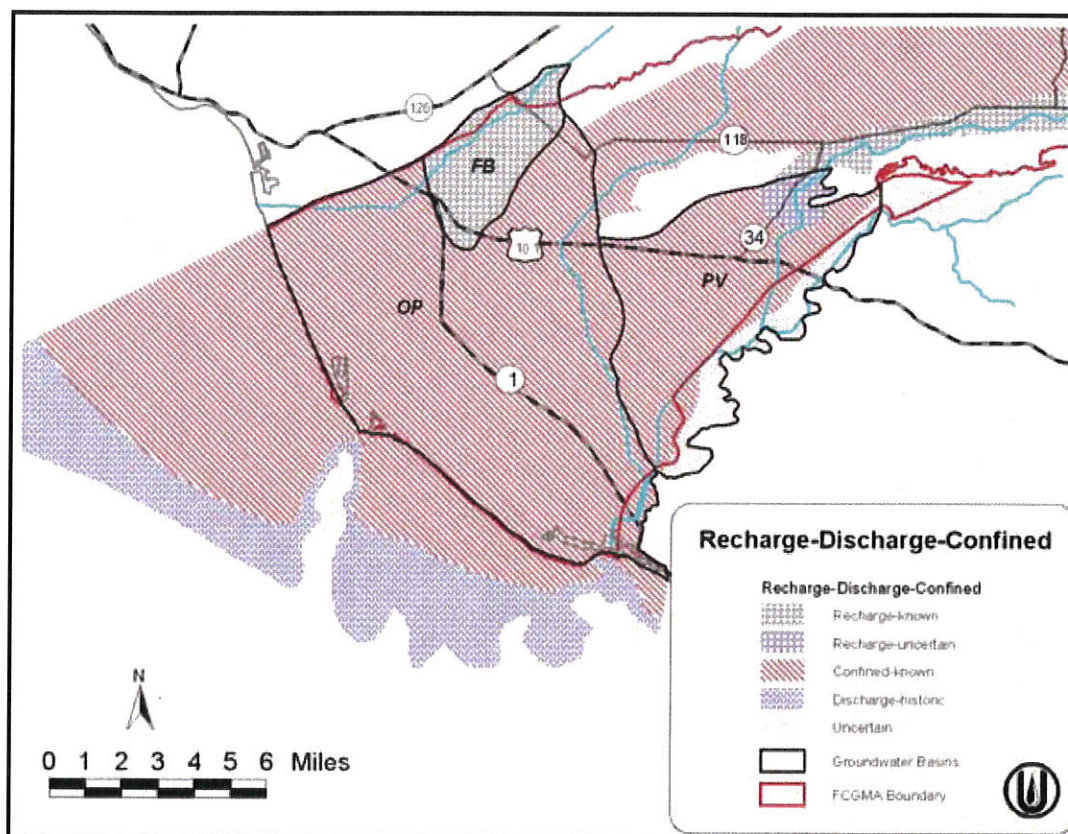 126
FB
118
101
34
PV
OP
1
N
0 1 2 3 4 5 6 Miles
Recharge-Discharge-Confined
Recharge-Discharge-Confined
Recharge-known
Recharge-uncertain
Confined-known
Discharge-historic
Uncertain
Groundwater Basins
FCGMA Boundary